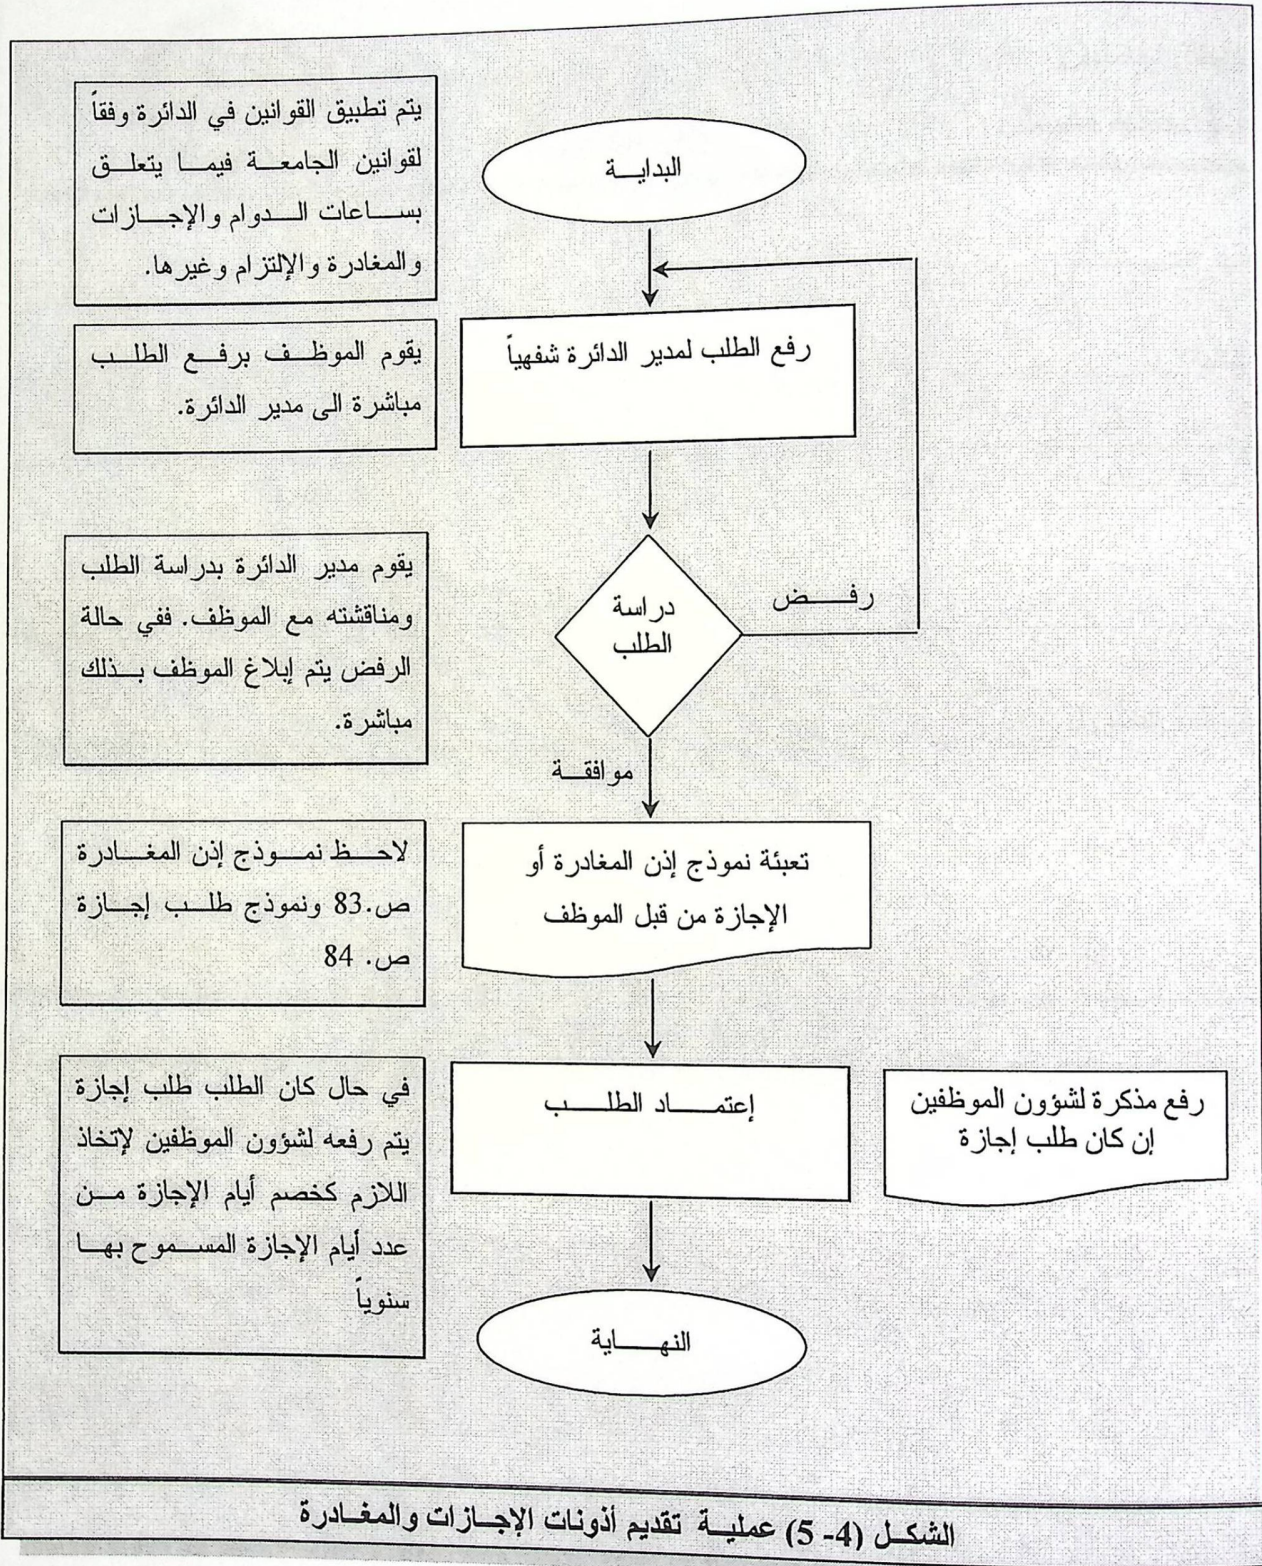 البداية
يتم تطبيق القوانين في الدائرة وفقاً
لقوانين الجامعة فيما يتعلق
بساعات الدوام والإجازات
والمغادرة والإلتزام وغيرها.
رفع الطلب لمدير الدائرة شفهياً
يقوم الموظف برفع الطلب
مباشرة الى مدير الدائرة.
دراسة
الطلب
رفض
يقوم مدير الدائرة بدراسة الطلب
ومناقشته مع الموظف. ففي حالة
الرفض يتم إبلاغ الموظف بذلك
مباشرة.
موافقة
تعبئة نموذج إذن المغادرة أو
الإجازة من قبل الموظف
لاحظ نموذج إذن المغادرة
ص.83 ونموذج طلب إجازة
ص. 84
رفع مذكرة لشؤون الموظفين
إن كان طلب إجازة
إعتماد الطلب
في حال كان الطلب طلب إجازة
يتم رفعه لشؤون الموظفين لإتخاذ
اللازم كخصم أيام الإجازة من
عدد أيام الإجازة المسموح بها
سنوياً
النهاية
الشكل (4- 5) عملية تقديم أذونات الإجازات والمغادرة